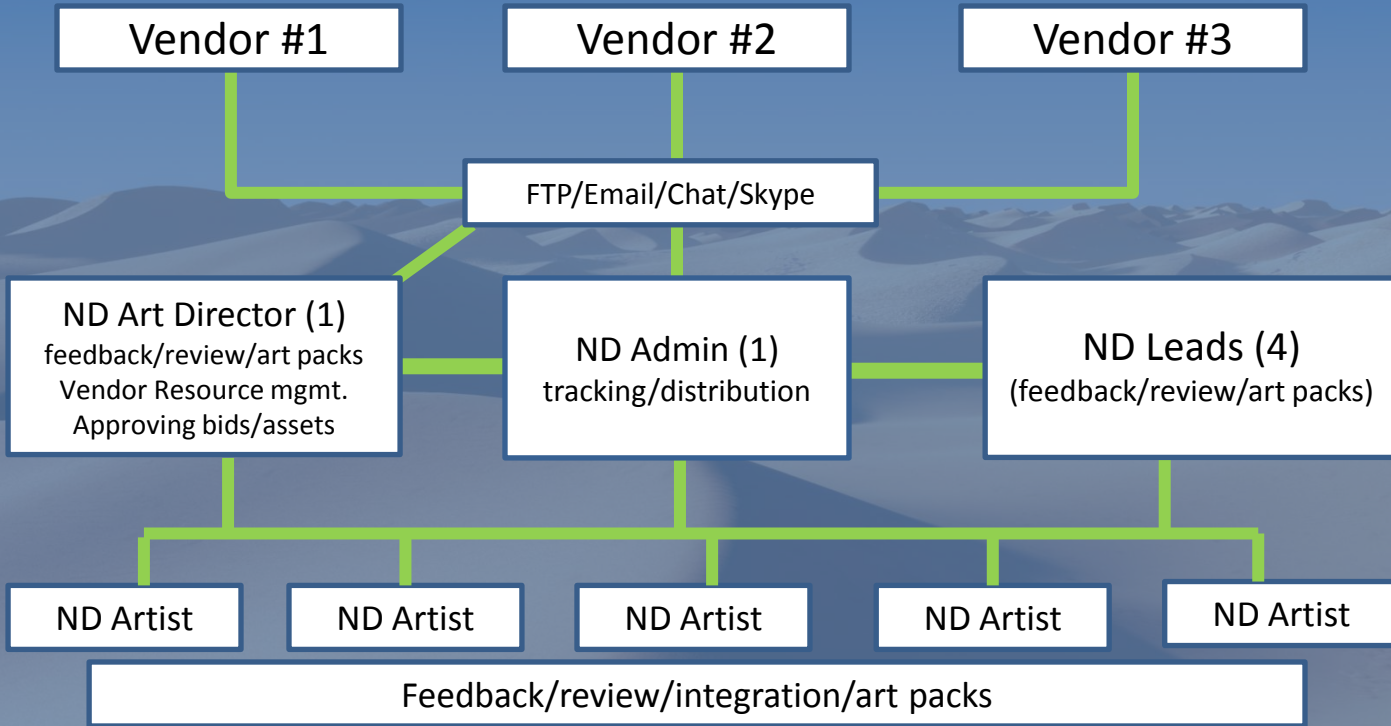 Vendor #1
Vendor #2
Vendor #3
FTP/Email/Chat/Skype
ND Art Director (1)
feedback/review/art packs
Vendor Resource mgmt.
Approving bids/assets
ND Admin (1)
tracking/distribution
ND Leads (4)
(feedback/review/art packs)
ND Artist
ND Artist
ND Artist
ND Artist
ND Artist
Feedback/review/integration/art packs